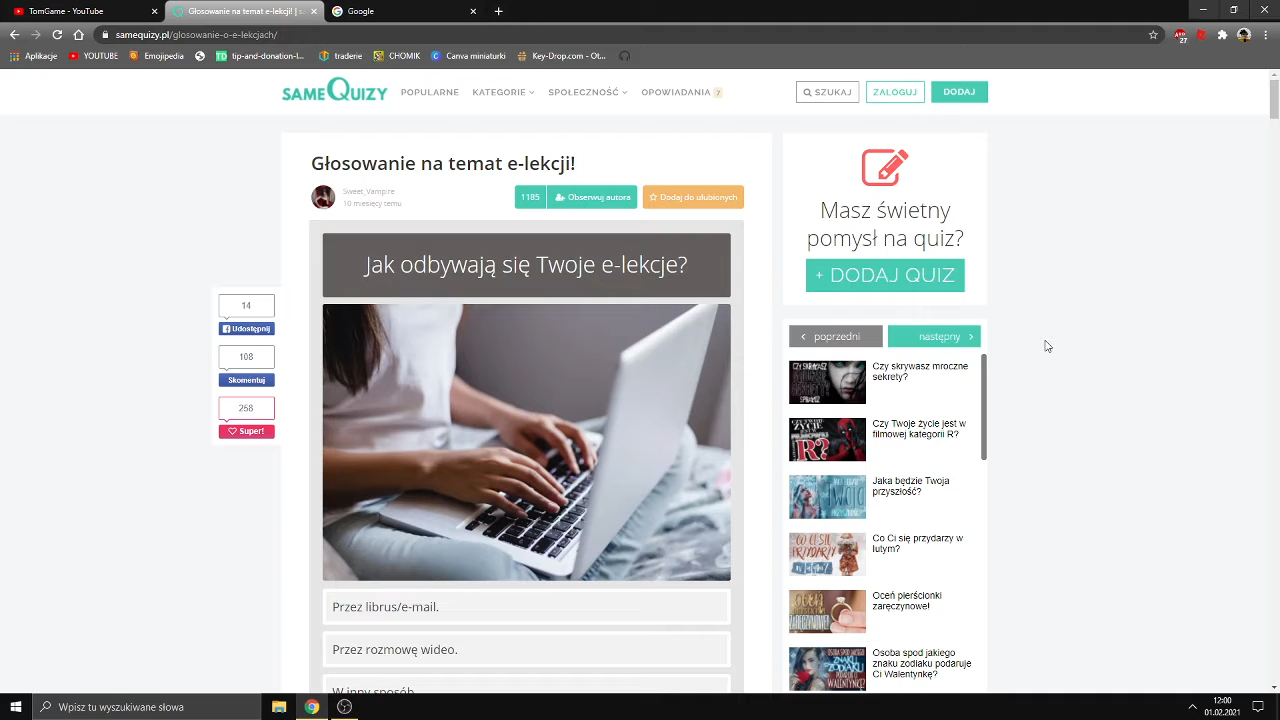 TomGame - YouTube
Głosowanie na temat e-lekcji! | s
Google
samequizy.pl/glosowanie-e-lekcjach/
27
Aplikacje
YOUTUBE
Emojipedia
tip-and-donation-l...
tradeine
CHOMIK
Canva miniaturki
Key-Drop.com - Ot...
SAMEQUIZY
POPULARNE
KATEGORIE
SPOŁECZNOŚĆ
OPOWIADANIA 7
SZUKAJ
ZALOGUJ
DODAJ
Głosowanie na temat e-lekcji!
Sweet_Vampire
10 miesięcy temu
1185
Obserwuj autora
Dodaj do ulubionych
Jak odbywają się Twoje e-lekcje?
14
Udostępnij
108
Skomentuj
258
Super!
Przez librus/e-mail.
Przez rozmowę wideo.
W inny sposób
Masz świetny
pomysł na quiz?
+ DODAJ QUIZ
poprzedni
następny
Czy skrywasz mroczne
sekrety?
Czy Twoje życie jest w
filmowej kategorii R?
Jaka będzie Twoja
przyszłość?
Co Ci się przydarzy w
lutym?
Oceń pierścionki
zaręczynowe!
Osoba spod jakiego
znaku zodiaku podaruje
Ci Walentynkę?
Wpisz tu wyszukiwane słowa
12:00
01.02.2021